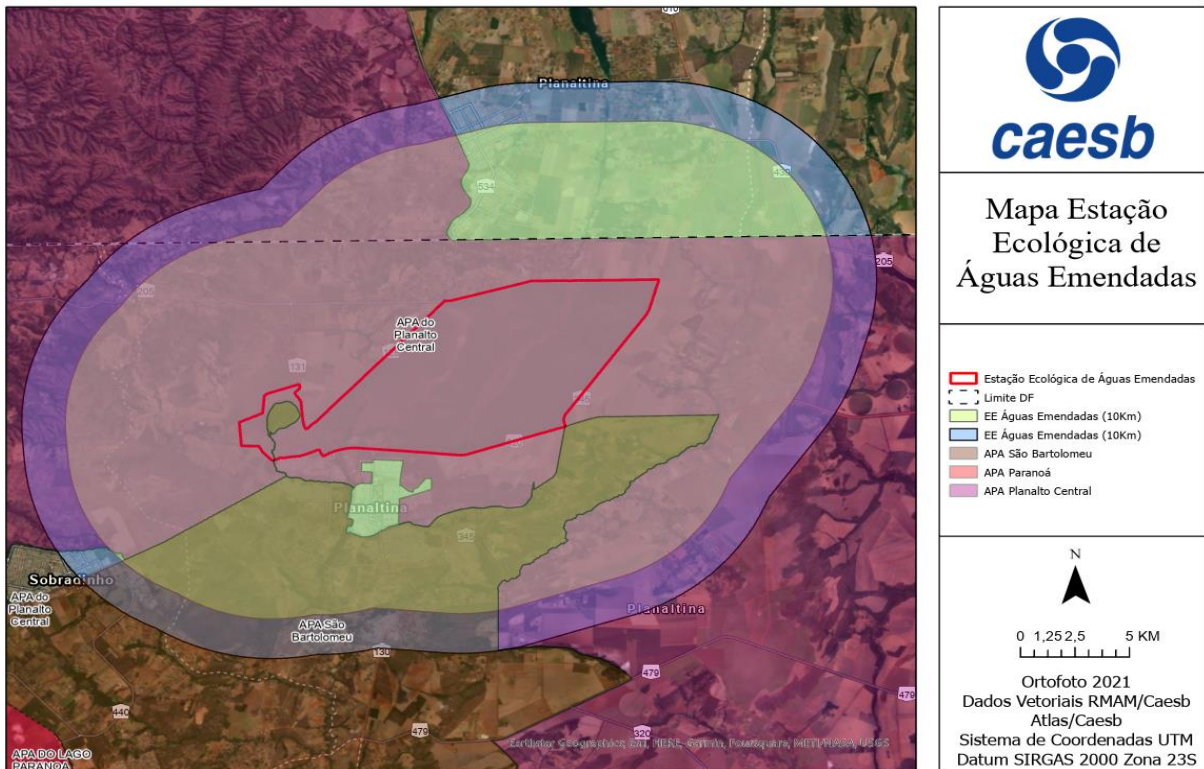 010
Planaltina
534
430
205
205
APA do
Planalto
Central
131
Planaltina
345
Sobradinho
APA do
Planalto
Central
APA São
Bartolomeu
130
Planaltina
479
479
440
479
320
APA DO LAGO
PARANOÁ
Earthstar Geographics, Esri, HERE, Garmin, Foursquare, METI/NASA, USGS
caesb
Mapa Estação
Ecológica de
Águas Emendadas
Estação Ecológica de Águas Emendadas
Limite DF
EE Águas Emendadas (10Km)
EE Águas Emendadas (10Km)
APA São Bartolomeu
APA Paranoá
APA Planalto Central
N
0 1,25 2,5 5 KM
Ortofoto 2021
Dados Vetoriais RMAM/Caesb
Atlas/Caesb
Sistema de Coordenadas UTM
Datum SIRGAS 2000 Zona 23S